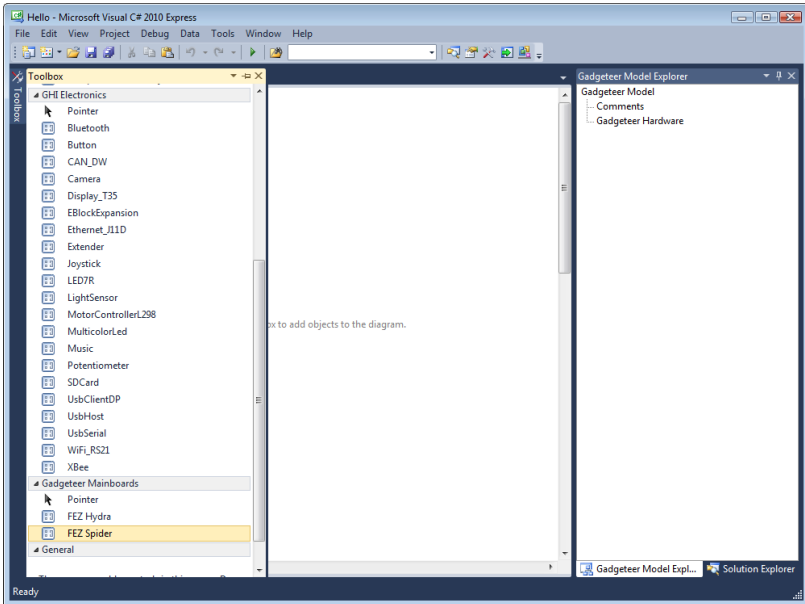 Hello - Microsoft Visual C# 2010 Express
File Edit View Project Debug Data Tools Window Help
Toolbox
Toolbox
GHI Electronics
Pointer
Bluetooth
Button
CAN_DW
Camera
Display_T35
EBlockExpansion
Ethernet_J11D
Extender
Joystick
LED7R
LightSensor
MotorControllerL298
MulticolorLed
Music
Potentiometer
SDCard
UsbClientDP
UsbHost
UsbSerial
WiFi_RS21
XBee
Gadgeteer Mainboards
Pointer
FEZ Hydra
FEZ Spider
General
ox to add objects to the diagram.
Gadgeteer Model Explorer
Gadgeteer Model
Comments
Gadgeteer Hardware
Gadgeteer Model Expl... Solution Explorer
Ready